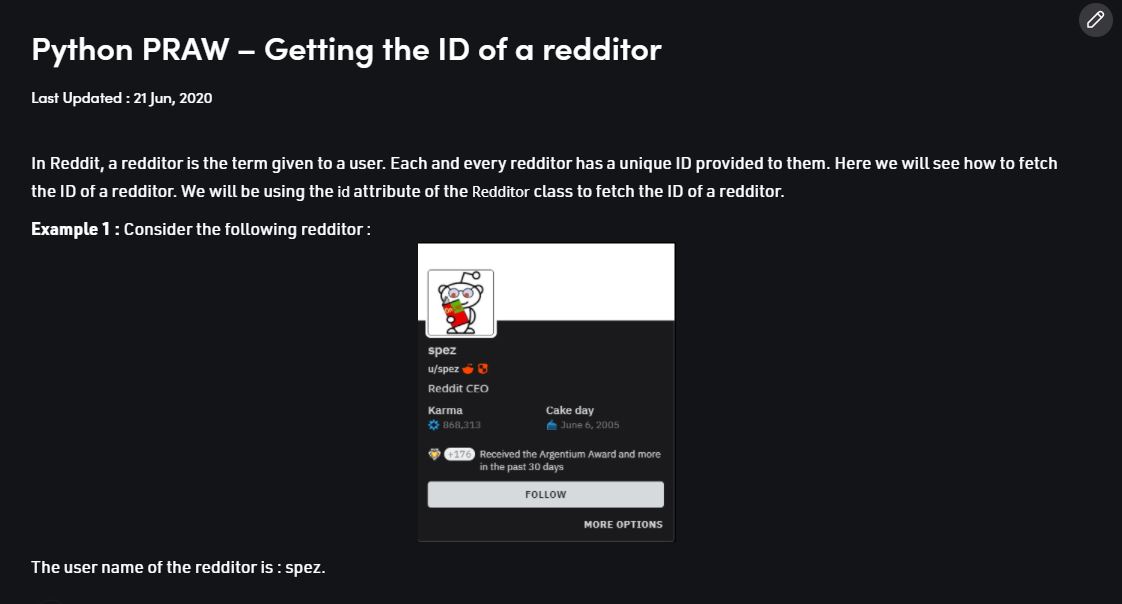 Python PRAW – Getting the ID of a redditor
Last Updated : 21 Jun, 2020
In Reddit, a redditor is the term given to a user. Each and every redditor has a unique ID provided to them. Here we will see how to fetch
the ID of a redditor. We will be using the id attribute of the Redditor class to fetch the ID of a redditor.
Example 1 : Consider the following redditor :
spez
u/spez
Reddit CEO
Karma
Cake day
868,313
June 6, 2005
+176 Received the Argentium Award and more
in the past 30 days
FOLLOW
MORE OPTIONS
The user name of the redditor is : spez.